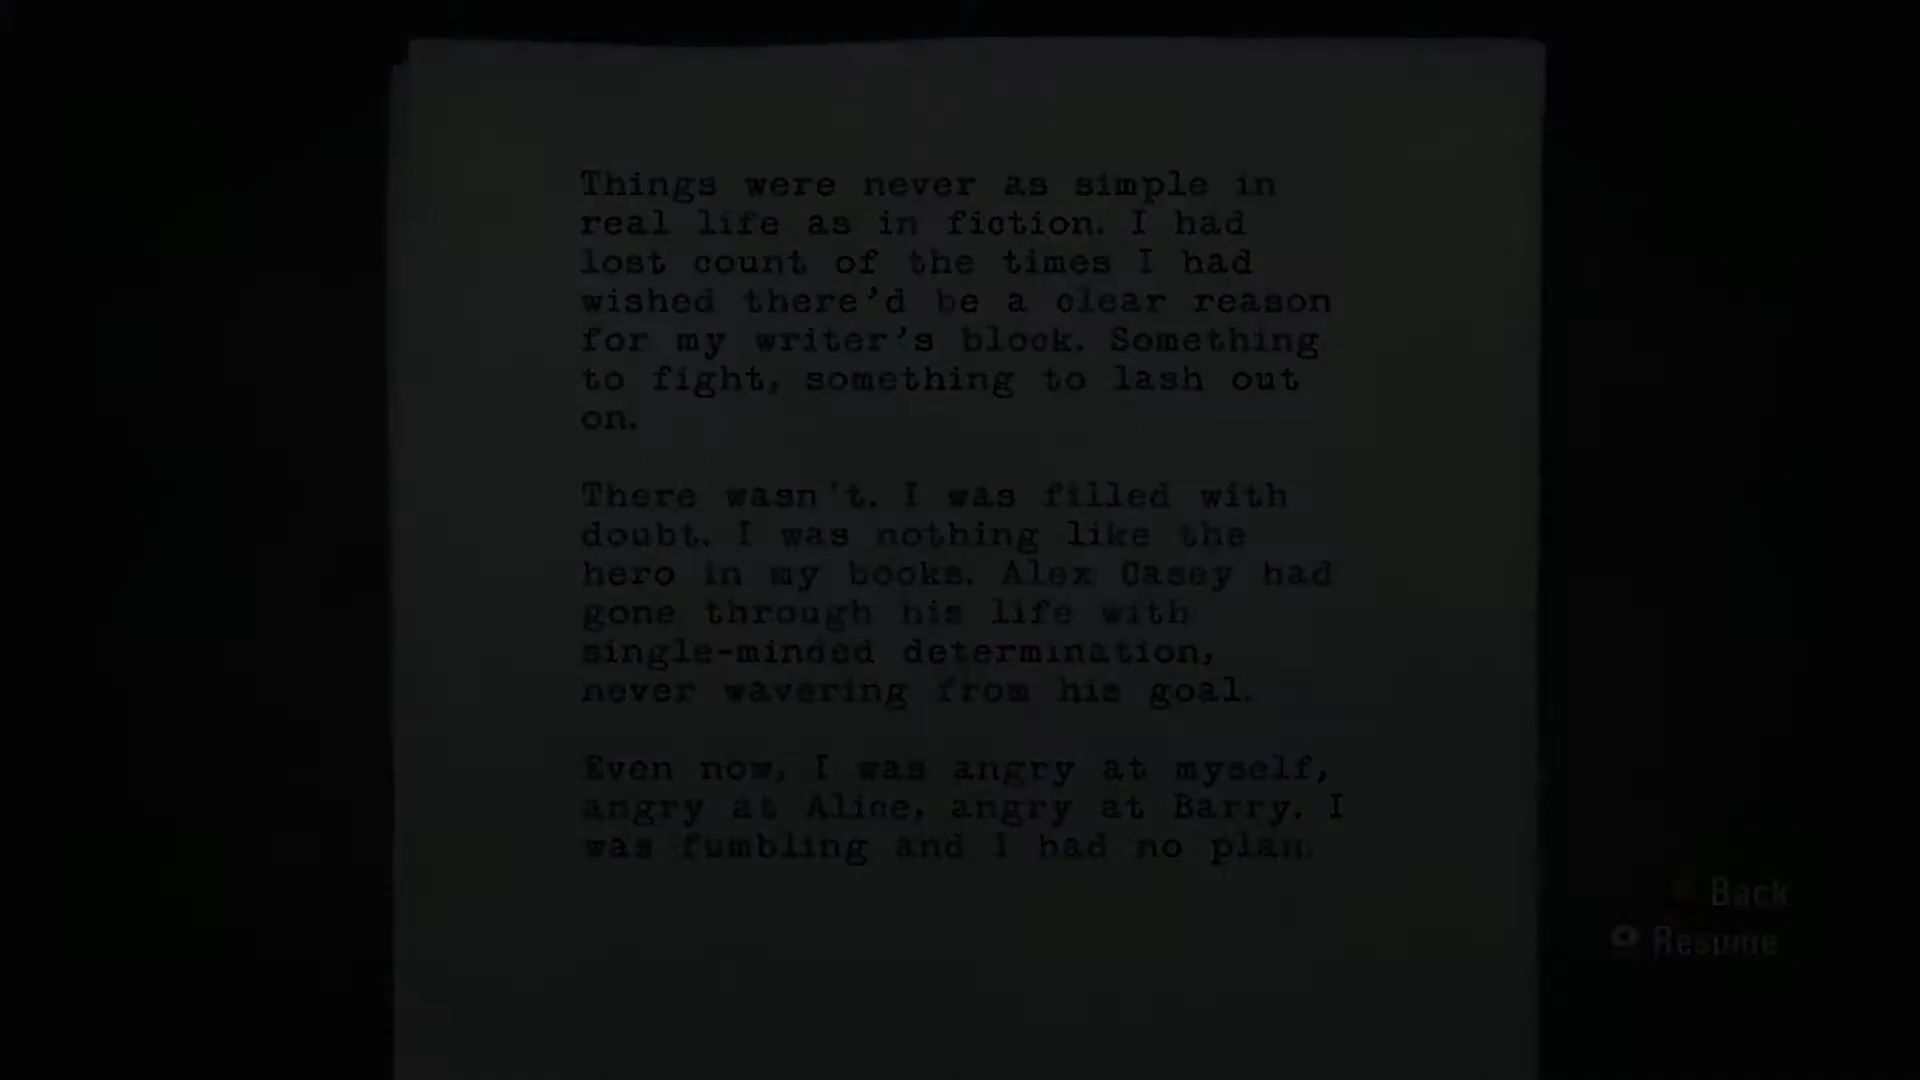 Things were never as simple in
real life as in fiction. I had
lost count of the times I had
wished there'd be a clear reason
for my writer's block. Something
to fight, something to lash out
on.
There wasn't. I was filled with
doubt. I was nothing like the
hero in my books. Alex Casey had
gone through his life with
single-minded determination,
never wavering from his goal.
Even now, I was angry at myself,
angry at Alice, angry at Barry. I
was fumbling and I had no plan.
Back
Resume